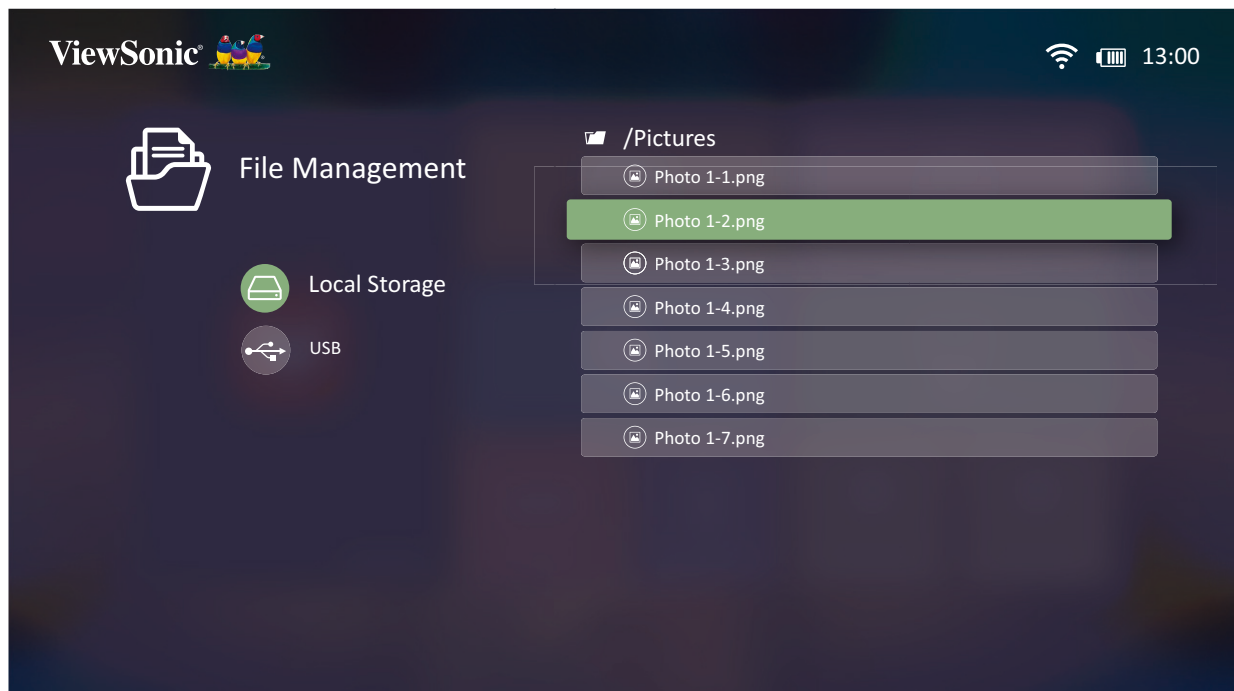 ViewSonic®
13:00
File Management
Local Storage
USB
/Pictures
Photo 1-1.png
Photo 1-2.png
Photo 1-3.png
Photo 1-4.png
Photo 1-5.png
Photo 1-6.png
Photo 1-7.png